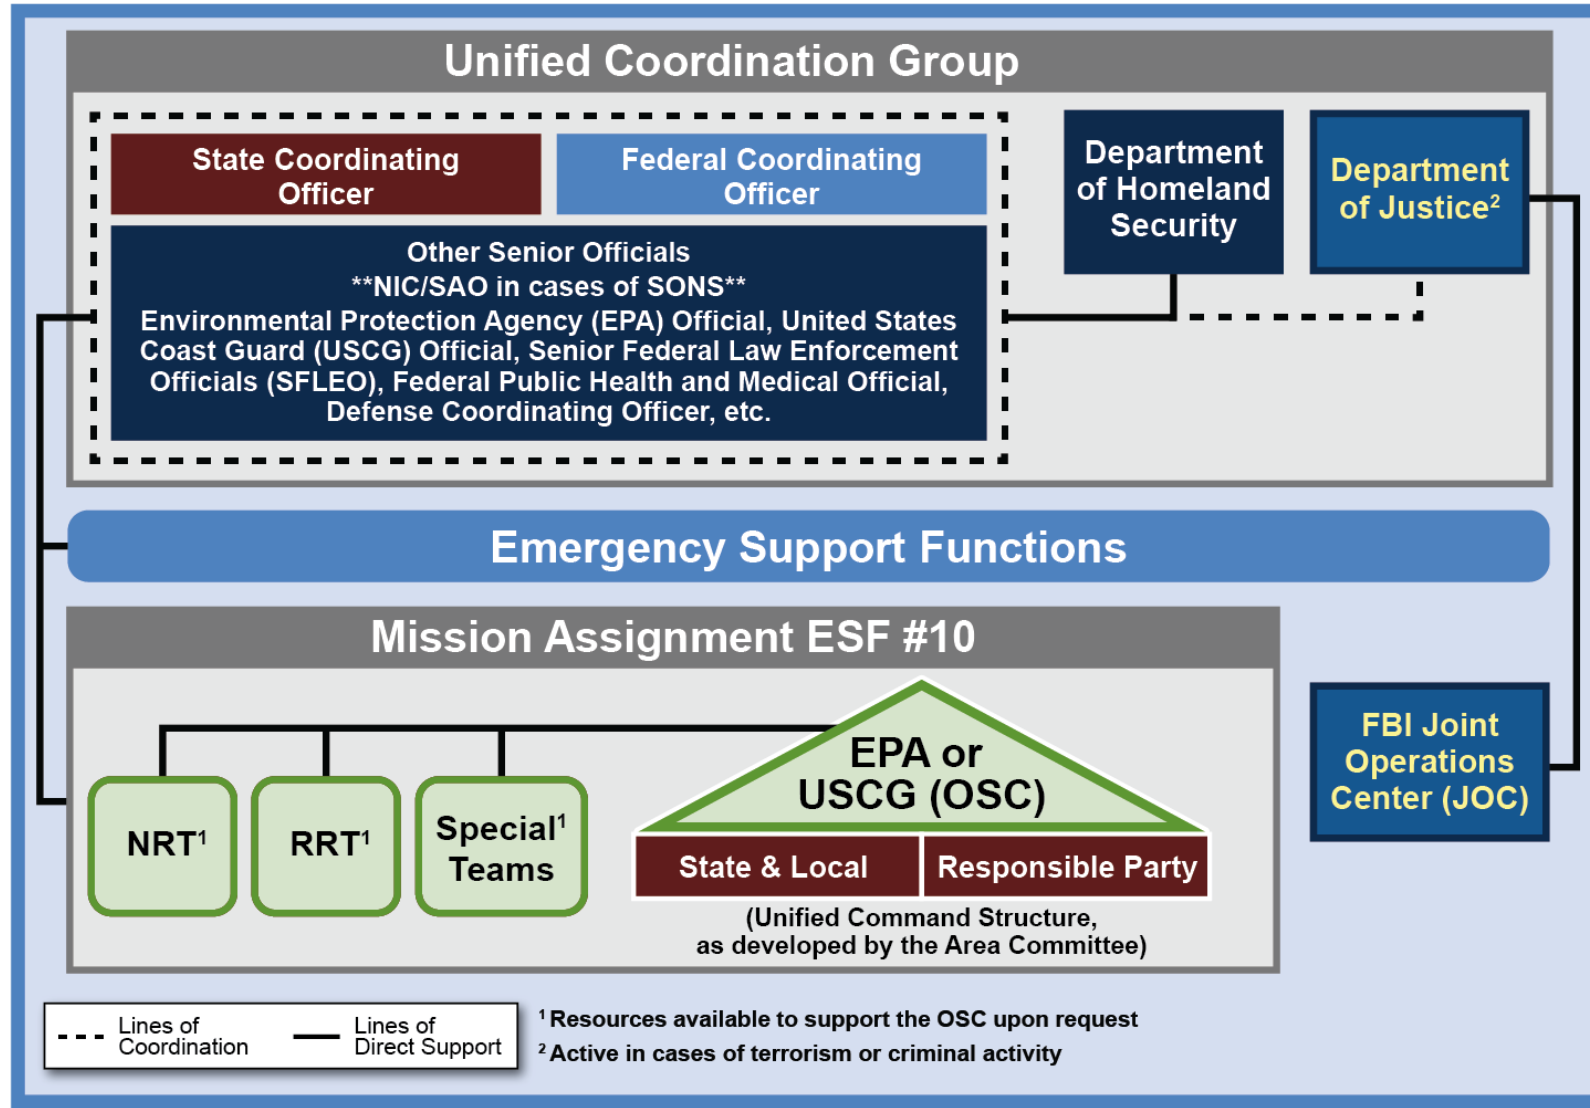 Unified Coordination Group
State Coordinating
Officer
Federal Coordinating
Officer
Other Senior Officials
**NIC/SAO in cases of SONS**
Environmental Protection Agency (EPA) Official, United States
Coast Guard (USCG) Official, Senior Federal Law Enforcement
Officials (SFLEO), Federal Public Health and Medical Official,
Defense Coordinating Officer, etc.
Department
of Homeland
Security
Department
of Justice²
Emergency Support Functions
Mission Assignment ESF #10
NRT¹
RRT¹
Special¹
Teams
EPA or
USCG (OSC)
State & Local
Responsible Party
(Unified Command Structure,
as developed by the Area Committee)
FBI Joint
Operations
Center (JOC)
Lines of
Coordination
Lines of
Direct Support
¹ Resources available to support the OSC upon request
² Active in cases of terrorism or criminal activity